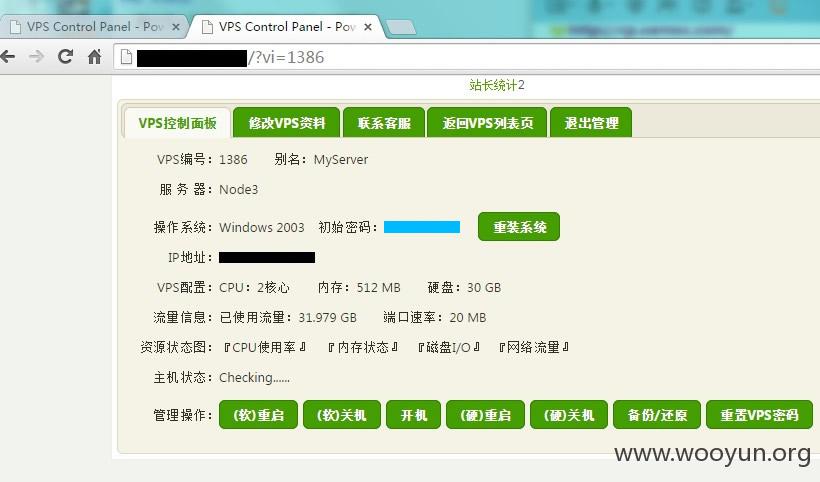 VPS Control Panel - Pow
VPS Control Panel - Pow
/?vi=1386
站长统计2
VPS控制面板 修改VPS资料 联系客服 返回VPS列表页 退出管理
VPS编号：1386 别名：MyServer
服 务 器：Node3
操作系统：Windows 2003 初始密码： 重装系统
IP地址：
VPS配置：CPU：2核心 内存：512 MB 硬盘：30 GB
流量信息：已使用流量：31.979 GB 端口速率：20 MB
资源状态图：『CPU使用率』 『内存状态』 『磁盘I/O』 『网络流量』
主机状态：Checking......
管理操作： (软)重启 (软)关机 开机 (硬)重启 (硬)关机 备份/还原 重置VPS密码
www.wooyun.org